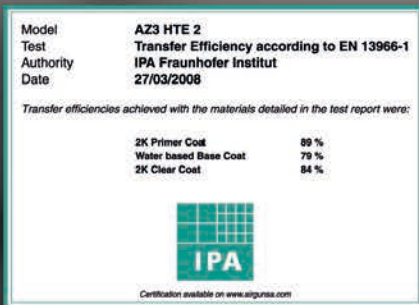 Model AZ3 HTE 2
Test Transfer Efficiency according to EN 13966-1
Authority IPA Fraunhofer Institut
Date 27/03/2008
Transfer efficiencies achieved with the materials detailed in the test report were:
2K Primer Coat 89 %
Water based Base Coat 79 %
2K Clear Coat 84 %
IPA
Certification available on www.airgunsa.com